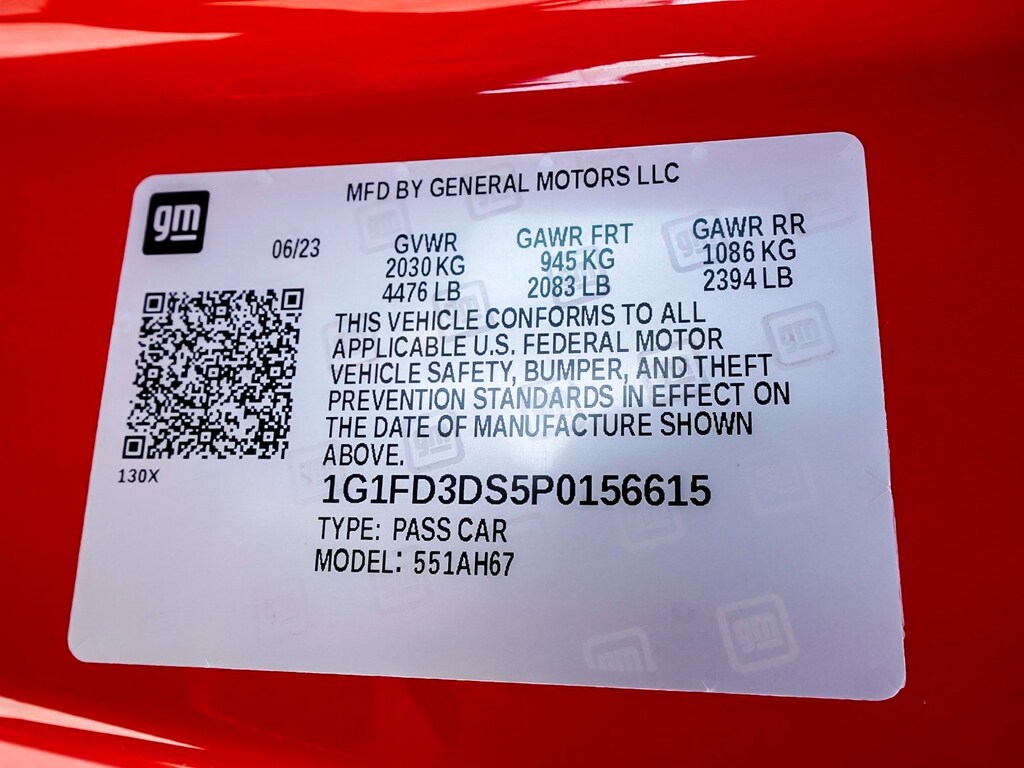 gm
MFD BY GENERAL MOTORS LLC
06/23
GVWR
2030 KG
4476 LB
GAWR FRT
945 KG
2083 LB
GAWR RR
1086 KG
2394 LB
THIS VEHICLE CONFORMS TO ALL
APPLICABLE U.S. FEDERAL MOTOR
VEHICLE SAFETY, BUMPER, AND THEFT
PREVENTION STANDARDS IN EFFECT ON
THE DATE OF MANUFACTURE SHOWN
ABOVE.
130X
1G1FD3DS5P0156615
TYPE: PASS CAR
MODEL: 551AH67